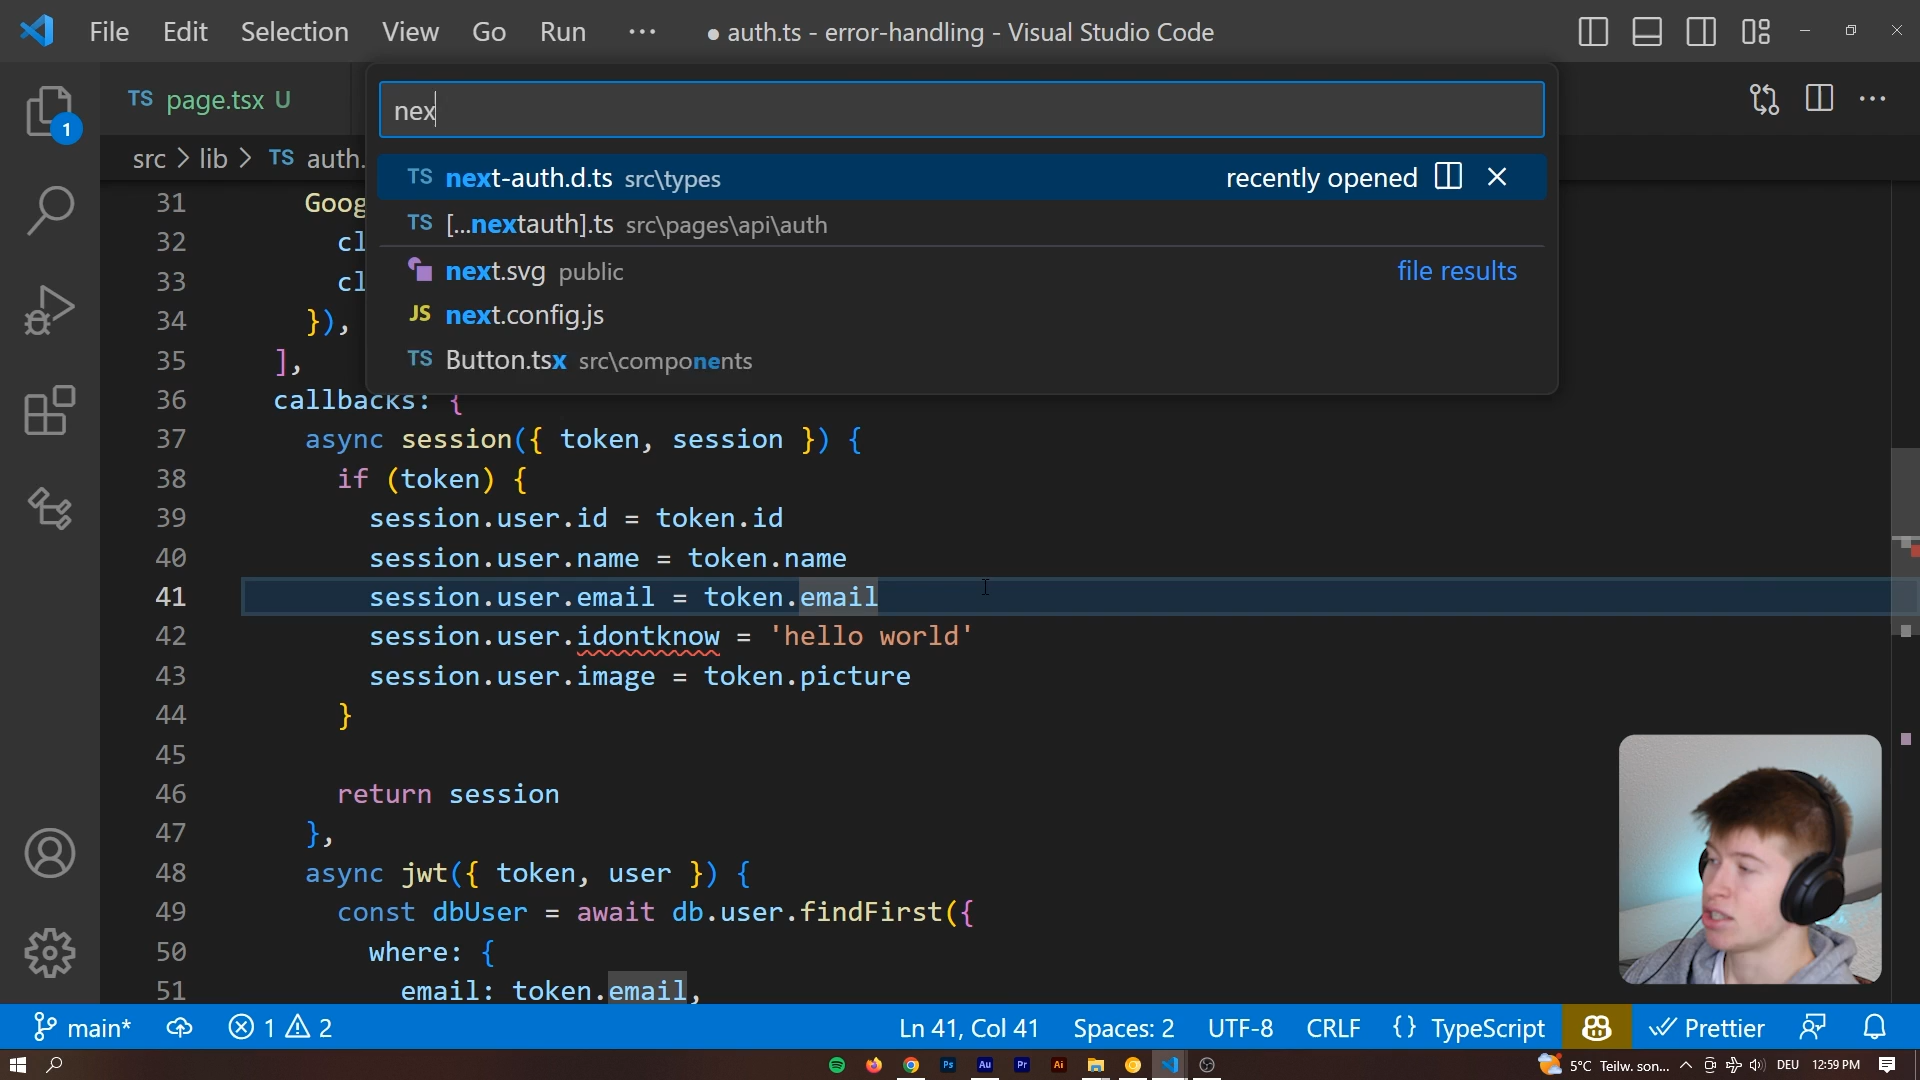 File Edit Selection View Go Run ··· ● auth.ts - error-handling - Visual Studio Code
TS page.tsx U
nex
src > lib > TS auth.
TS next-auth.d.ts src\types recently opened
TS [...nextauth].ts src\pages\api\auth
next.svg public file results
JS next.config.js
TS Button.tsx src\components
1
31 Goog
32 cl
33 cl
34 }),
35 ],
36 callbacks: {
37 async session({ token, session }) {
38 if (token) {
39 session.user.id = token.id
40 session.user.name = token.name
41 session.user.email = token.email
42 session.user.idontknow = 'hello world'
43 session.user.image = token.picture
44 }
45
46 return session
47 },
48 async jwt({ token, user }) {
49 const dbUser = await db.user.findFirst({
50 where: {
51 email: token.email,
main* 1 2 Ln 41, Col 41 Spaces: 2 UTF-8 CRLF {} TypeScript Prettier
Ps Au Pr Ai 5°C Teilw. son... DEU 12:59 PM